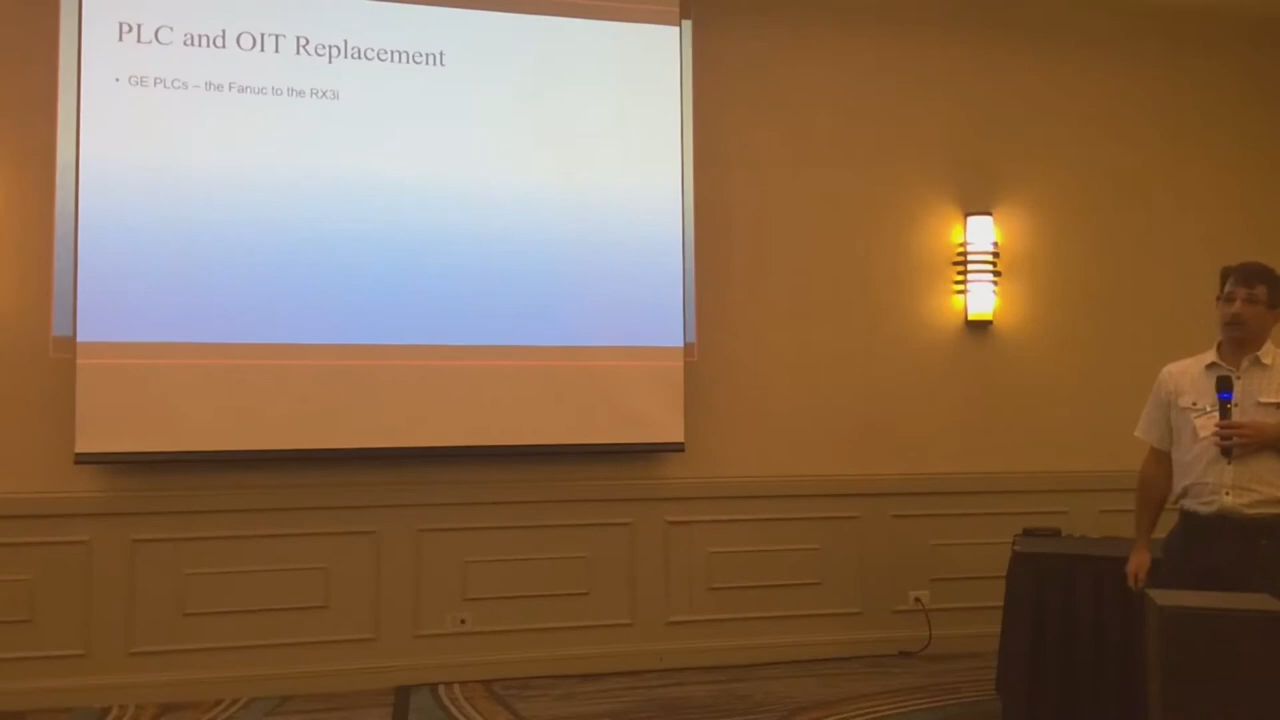 PLC and OIT Replacement
• GE PLCs – the Fanuc to the RX3i